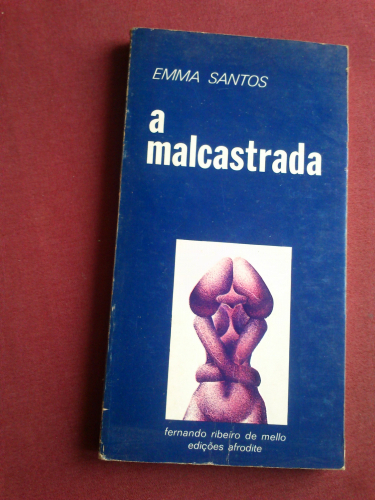 EMMA SANTOS
a
malcastrada
fernando ribeiro de mello
edições afrodite